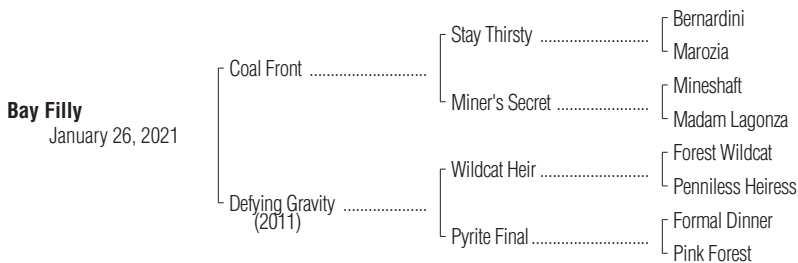 Bernardini
Stay Thirsty ........................
Marozia
Coal Front ..........................
Mineshaft
Miner's Secret ....................
Madam Lagonza
Bay Filly
January 26, 2021
Forest Wildcat
Wildcat Heir ........................
Penniless Heiress
Defying Gravity ..................
(2011)
Formal Dinner
Pyrite Final ..........................
Pink Forest